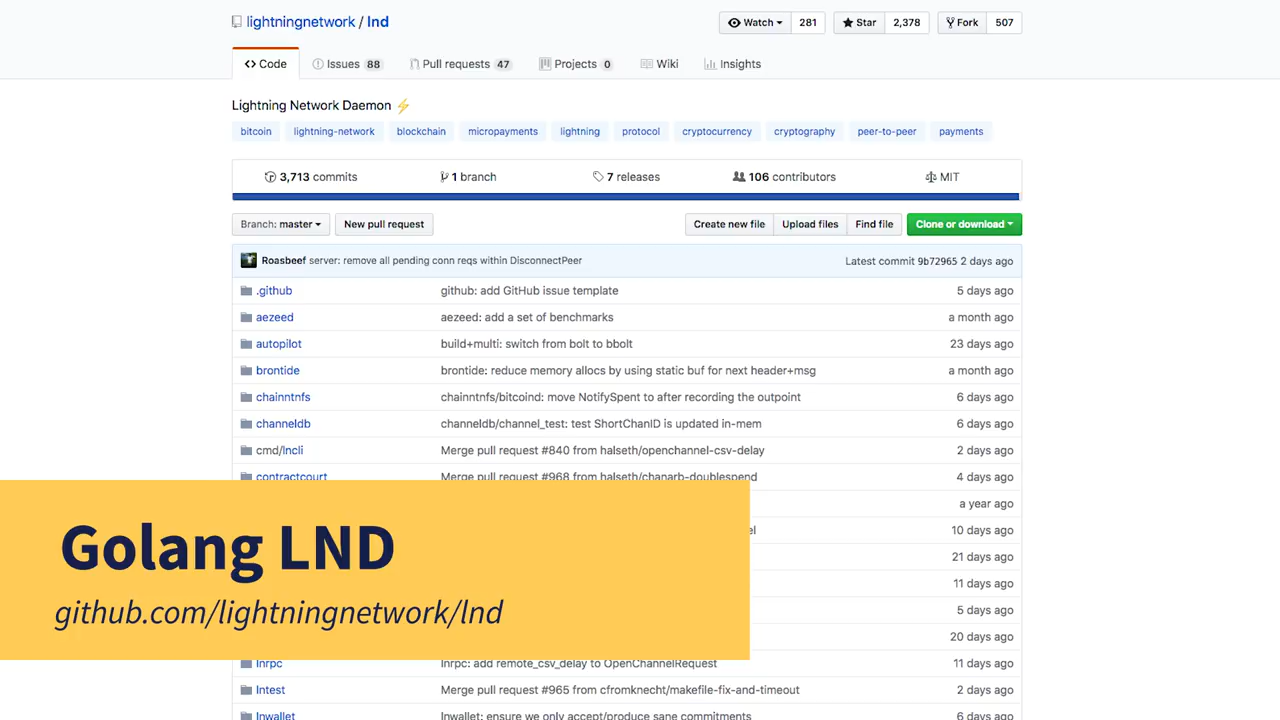 lightningnetwork / lnd
Watch 281 Star 2,378 Fork 507
Code Issues 88 Pull requests 47 Projects 0 Wiki Insights
Lightning Network Daemon ⚡
bitcoin lightning-network blockchain micropayments lightning protocol cryptocurrency cryptography peer-to-peer payments
3,713 commits 1 branch 7 releases 106 contributors MIT
Branch: master New pull request Create new file Upload files Find file Clone or download
Roasbeef server: remove all pending conn reqs within DisconnectPeer Latest commit 9b72965 2 days ago
.github github: add GitHub issue template 5 days ago
aezeed aezeed: add a set of benchmarks a month ago
autopilot build+multi: switch from bolt to bbolt 23 days ago
brontide brontide: reduce memory allocs by using static buf for next header+msg a month ago
chainntnfs chainntnfs/bitcoind: move NotifySpent to after recording the outpoint 6 days ago
channeldb channeldb/channel_test: test ShortChanID is updated in-mem 6 days ago
cmd/lncli Merge pull request #840 from halseth/openchannel-csv-delay 2 days ago
contractcourt Merge pull request #968 from halseth/chanarb-doublespend 4 days ago
a year ago
10 days ago
21 days ago
11 days ago
5 days ago
20 days ago
Golang LND
github.com/lightningnetwork/lnd
lnrpc lnrpc: add remote_csv_delay to OpenChannelRequest 11 days ago
lntest Merge pull request #965 from cfromknecht/makefile-fix-and-timeout 2 days ago
lnwallet lnwallet: ensure we only accept/produce sane commitments 6 days ago